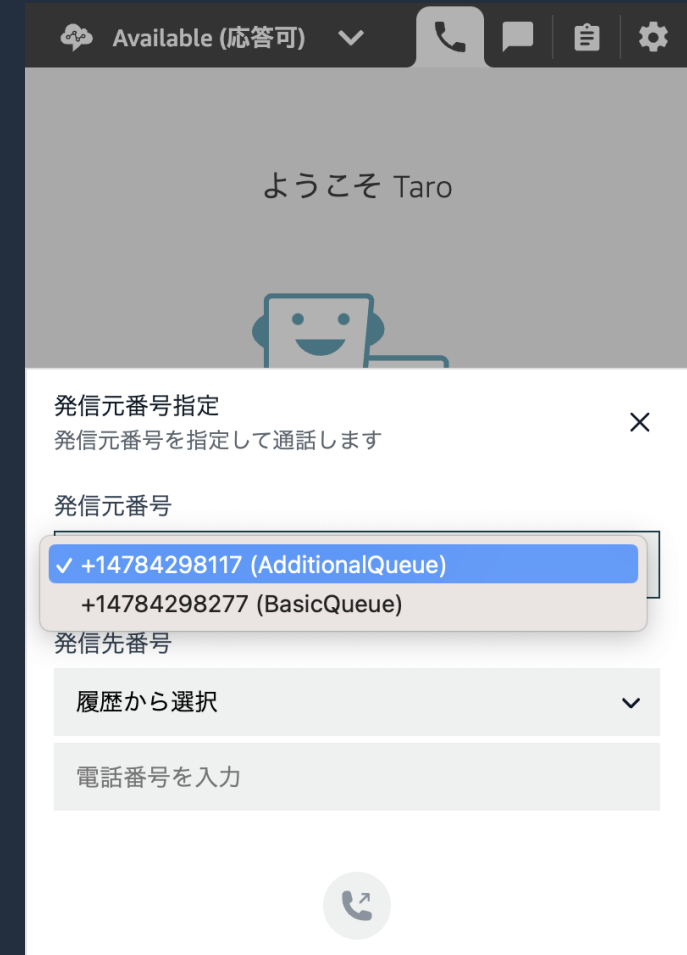 Available (応答可)
ようこそ Taro
発信元番号指定
発信元番号を指定して通話します
発信元番号
+14784298117 (AdditionalQueue)
+14784298277 (BasicQueue)
発信先番号
履歴から選択
電話番号を入力